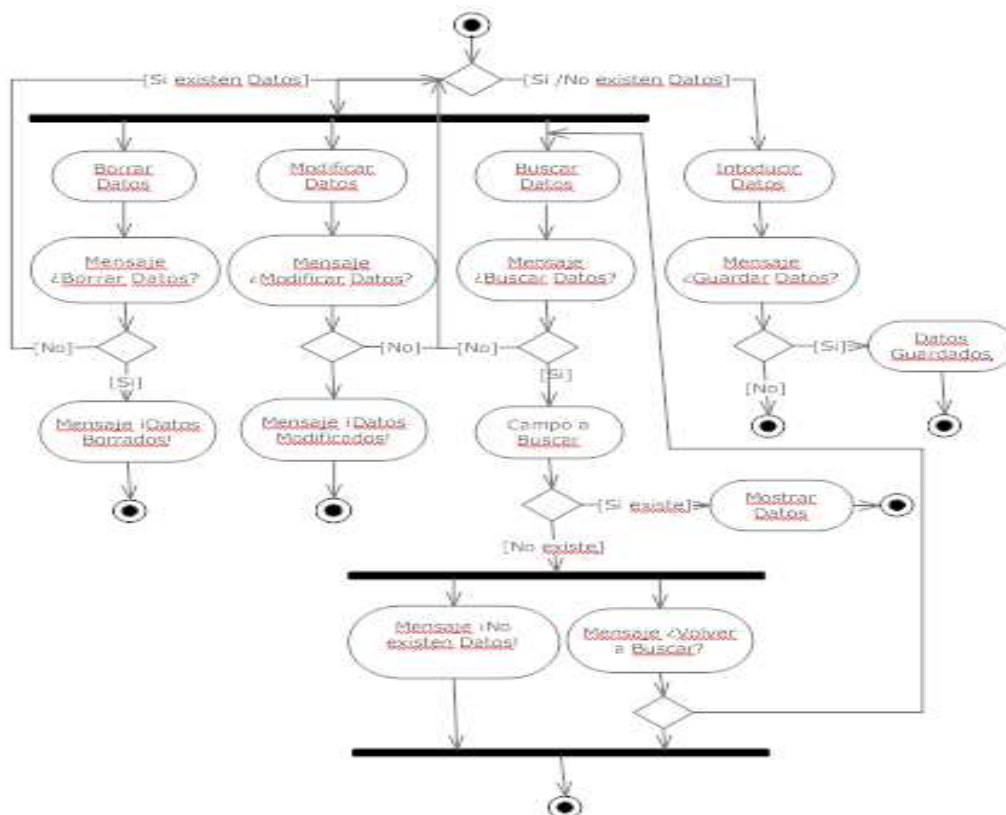 [Si existen Datos]
[Si /No existen Datos]
Borrar
Datos
Modificar
Datos
Buscar
Datos
Intoducir
Datos
Mensaje
¿Borrar Datos?
Mensaje
¿Modificar Datos?
Mensaje
¿Buscar Datos?
Mensaje
¿Guardar Datos?
[No]
[No]
[No]
[Si]
Datos
Guardados
[Si]
[Si]
[No]
Mensaje ¡Datos
Borrados!
Mensaje ¡Datos
Modificados!
Campo a
Buscar
[Si existe]
Mostrar
Datos
[No existe]
Mensaje ¡No
existen Datos!
Mensaje ¿Volver
a Buscar?